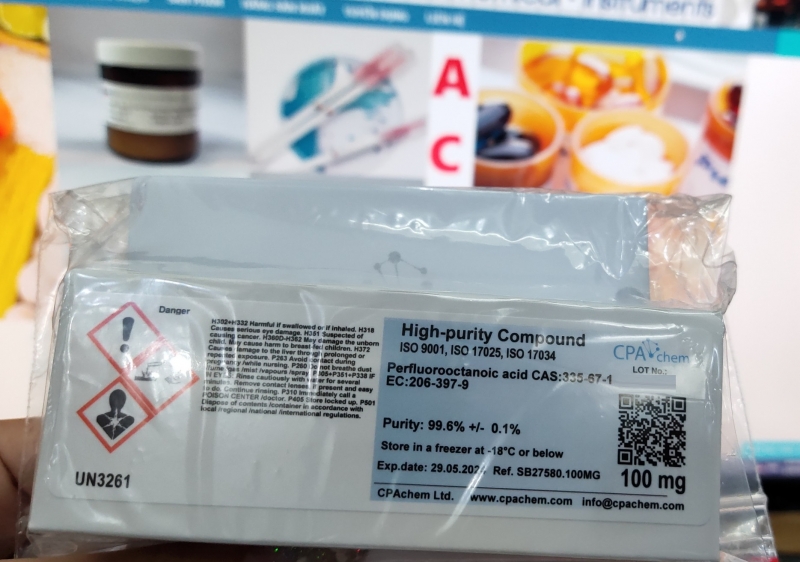 A
C
Danger
H302+H332 Harmful if swallowed or if inhaled. H318
Causes serious eye damage. H351 Suspected of
causing cancer. H360D-H362 May damage the unborn
child. May cause harm to breast-fed children. H372
damage to the liver through prolonged or
repeated exposure. P263 Avoid contact during
pregnancy/while nursing. P260 Do not breathe dust
/fume /gas /mist /vapours /spray. P305+P351+P338 IF
IN EYES: Rinse cautiously with water for several
minutes. Remove contact lenses if present and easy
to do. Continue rinsing. P310 Immediately call a
POISON CENTER /doctor. P405 Store locked up. P501
Dispose of contents /container in accordance with
local /regional /national /international regulations.
UN3261
High-purity Compound
ISO 9001, ISO 17025, ISO 17034
CPAchem
LOT No.:
Perfluorooctanoic acid CAS:335-67-1
EC:206-397-9
Purity: 99.6% +/- 0.1%
Store in a freezer at -18°C or below
Exp.date: 29.05. Ref. SB27580.100MG
100 mg
CPAchem Ltd. www.cpachem.com info@cpachem.com